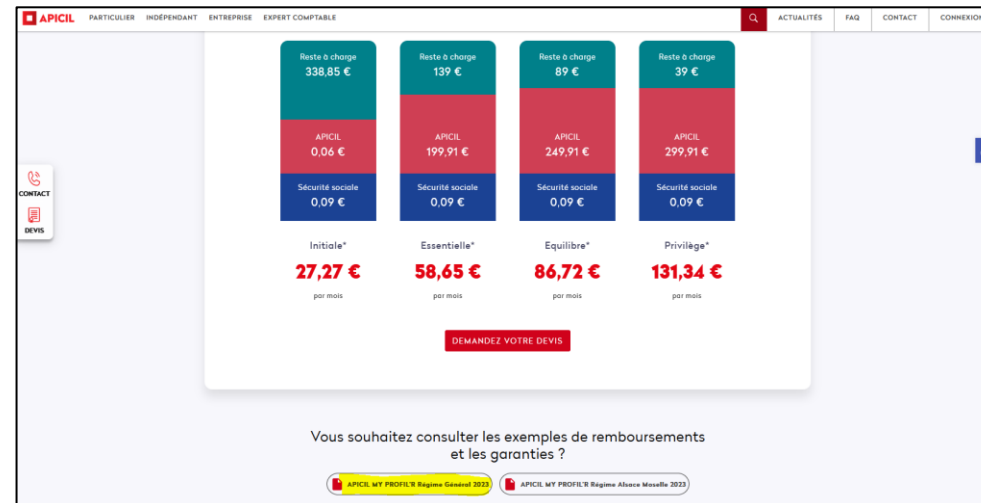 APICIL PARTICULIER INDÉPENDANT ENTREPRISE EXPERT COMPTABLE ACTUALITÉS FAQ CONTACT CONNEXION
Reste à charge
338,85 €
APICIL
0,06 €
Sécurité sociale
0,09 €
Reste à charge
139 €
APICIL
199,91 €
Sécurité sociale
0,09 €
Reste à charge
89 €
APICIL
249,91 €
Sécurité sociale
0,09 €
Reste à charge
39 €
APICIL
299,91 €
Sécurité sociale
0,09 €
CONTACT
DEVIS
Initiale*
27,27 €
par mois
Essentielle*
58,65 €
par mois
Equilibre*
86,72 €
par mois
Privilège*
131,34 €
par mois
DEMANDEZ VOTRE DEVIS
Vous souhaitez consulter les exemples de remboursements
et les garanties ?
APICIL MY PROFIL'R Régime Général 2023
APICIL MY PROFIL'R Régime Alsace Moselle 2023